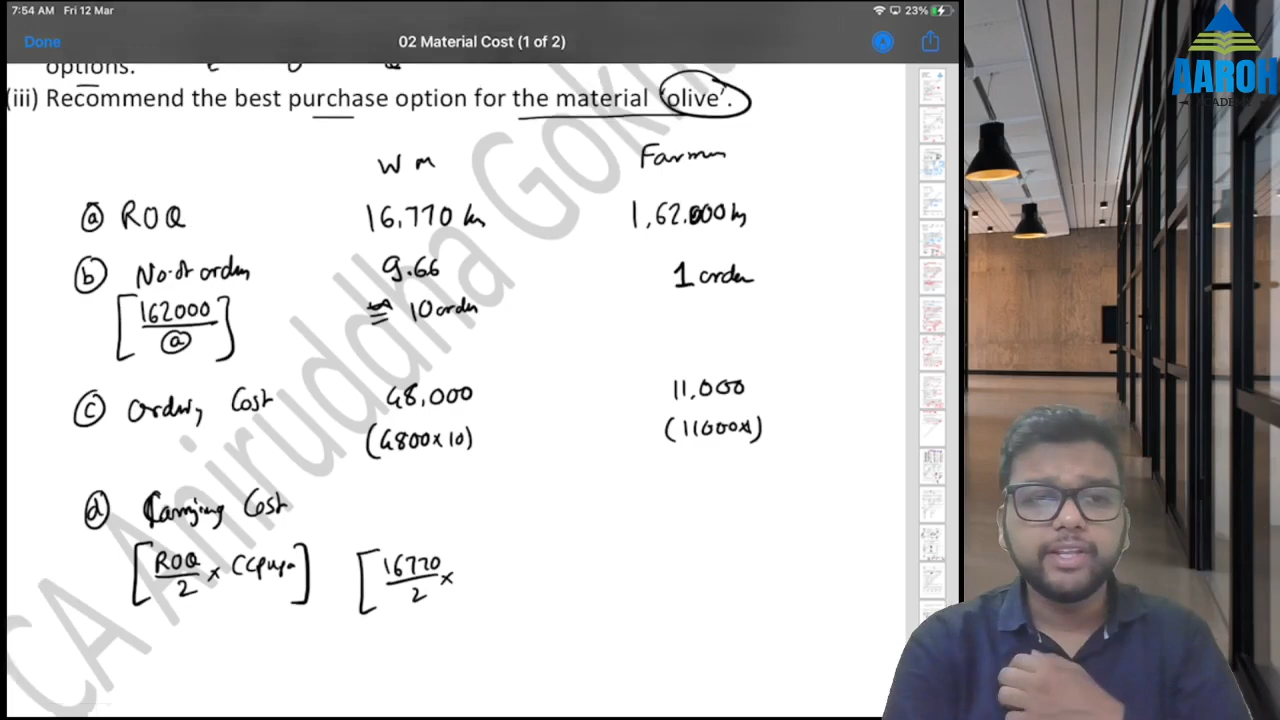 7:54 AM Fri 12 Mar
23%
Done
02 Material Cost (1 of 2)
options.
(iii) Recommend the best purchase option for the material 'olive'.
W M
Farmer
(a) ROQ
16,770 kg
1,62,000 kg
(b) No. of orders
9.66
1 order
[162000 / (a)]
≈ 10 orders
(c) Ordering Cost
48,000
11,000
(4800 × 10)
(11000×1)
(d) Carrying Cost
[ROQ / 2 × CCpupa]
[16770 / 2 ×
CA Aniruddha Gokh
AAROH
ACADEMY